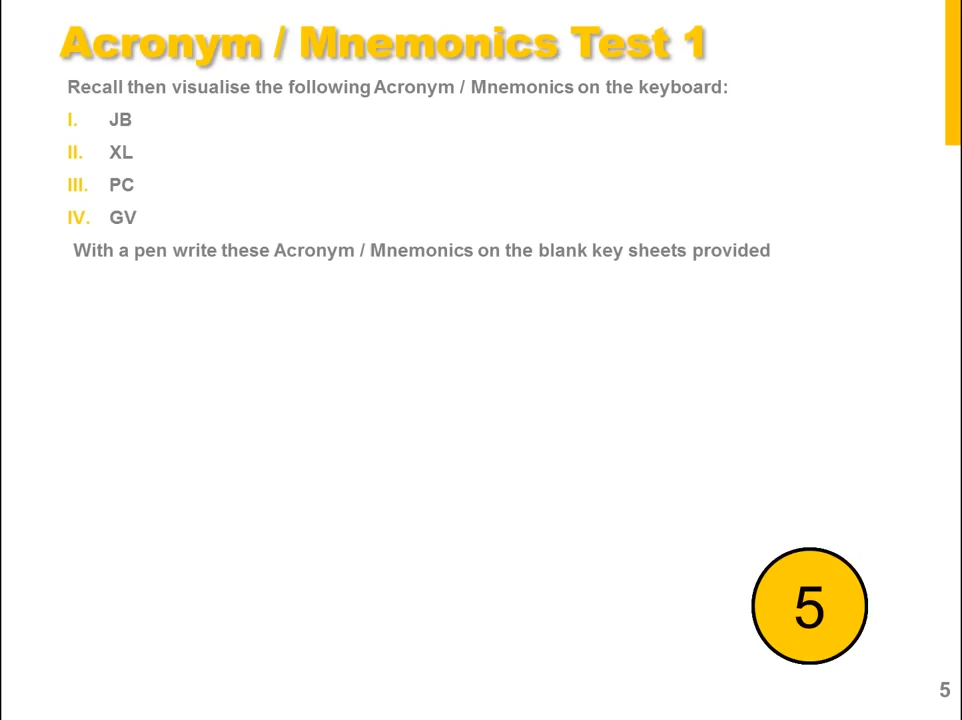 Acronym / Mnemonics Test 1
Recall then visualise the following Acronym / Mnemonics on the keyboard:
I. JB
II. XL
III. PC
IV. GV
With a pen write these Acronym / Mnemonics on the blank key sheets provided
5
5